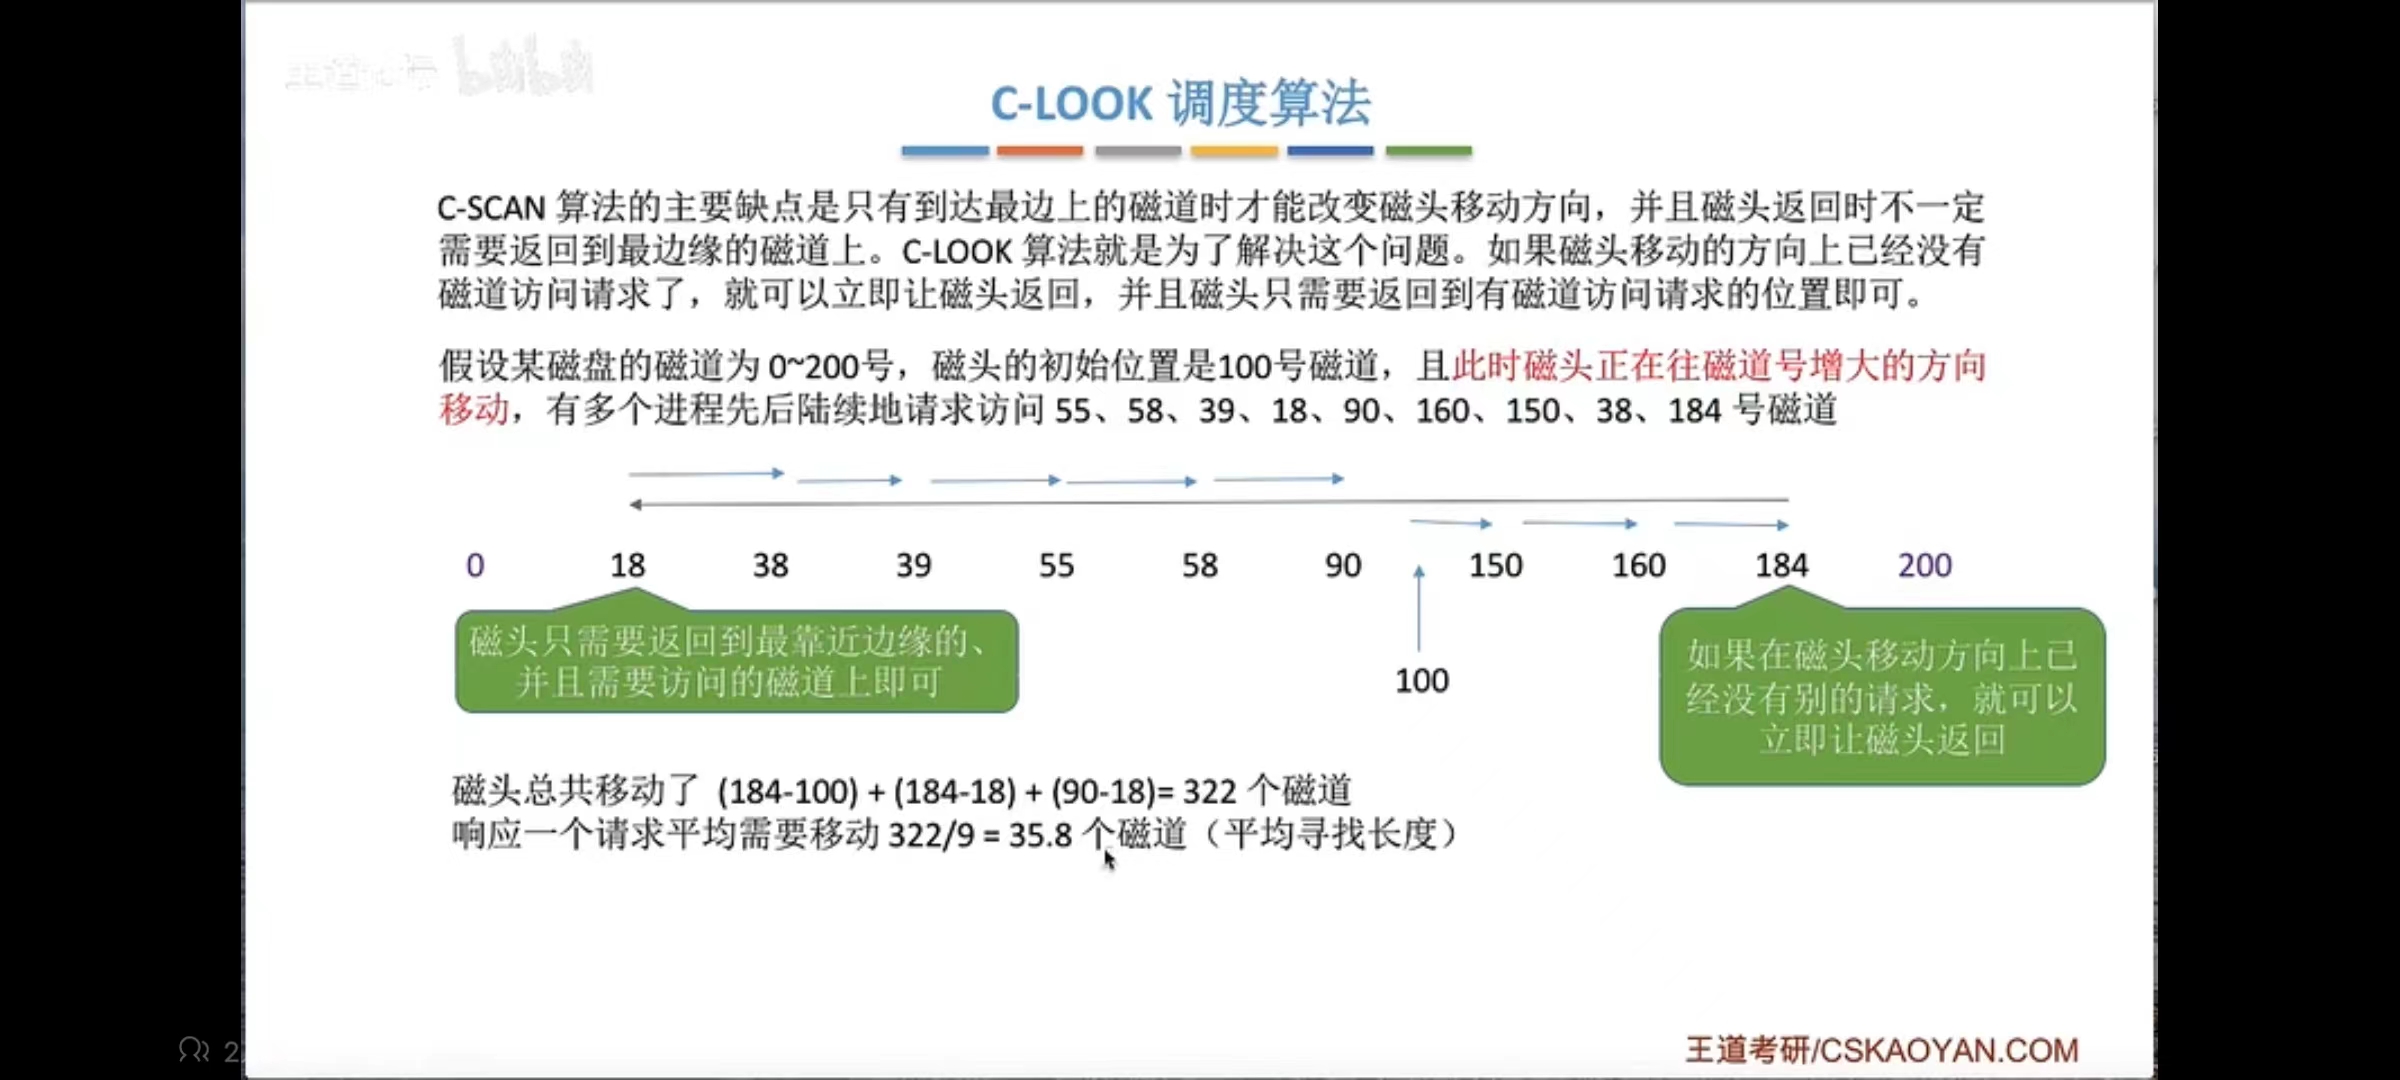 C-LOOK 调度算法
C-SCAN 算法的主要缺点是只有到达最边上的磁道时才能改变磁头移动方向，并且磁头返回时不一定
需要返回到最边缘的磁道上。C-LOOK 算法就是为了解决这个问题。如果磁头移动的方向上已经没有
磁道访问请求了，就可以立即让磁头返回，并且磁头只需要返回到有磁道访问请求的位置即可。
假设某磁盘的磁道为 0~200号，磁头的初始位置是100号磁道，且此时磁头正在往磁道号增大的方向
移动，有多个进程先后陆续地请求访问 55、58、39、18、90、160、150、38、184 号磁道
0 18 38 39 55 58 90 150 160 184 200
磁头只需要返回到最靠近边缘的、
并且需要访问的磁道上即可
100
如果在磁头移动方向上已
经没有别的请求，就可以
立即让磁头返回
磁头总共移动了 (184-100) + (184-18) + (90-18)= 322 个磁道
响应一个请求平均需要移动 322/9 = 35.8 个磁道（平均寻找长度）
王道考研/CSKAOYAN.COM